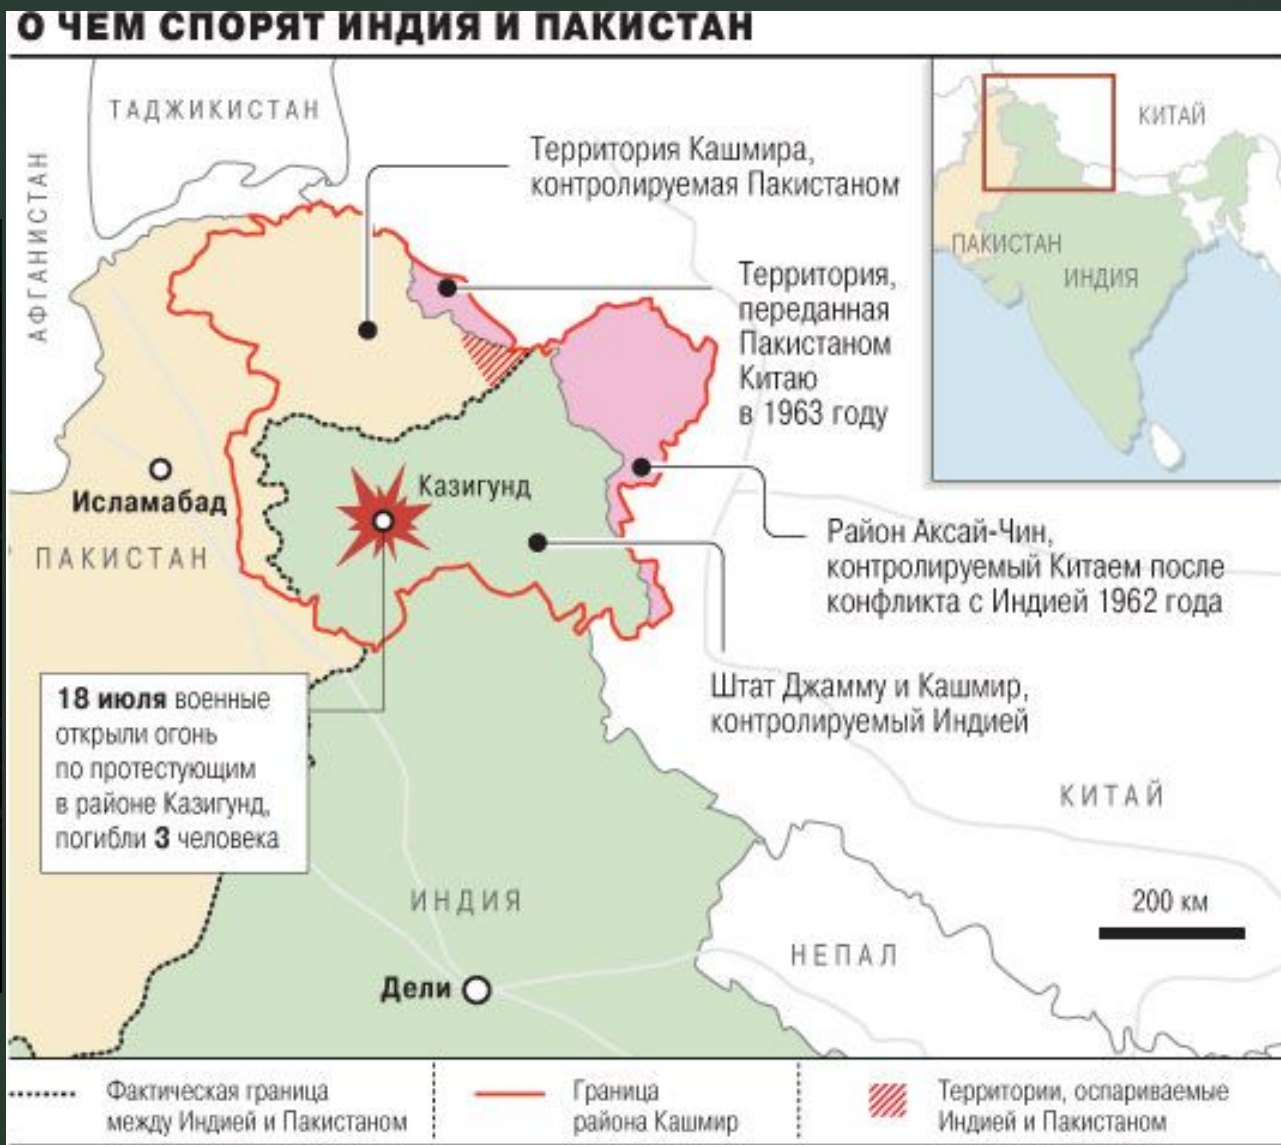 О ЧЕМ СПОРЯТ ИНДИЯ И ПАКИСТАН
ТАДЖИКИСТАН
АФГАНИСТАН
Территория Кашмира,
контролируемая Пакистаном
КИТАЙ
ПАКИСТАН
ИНДИЯ
Территория,
переданная
Пакистаном
Китаю
в 1963 году
Казигунд
Исламабад
ПАКИСТАН
Район Аксай-Чин,
контролируемый Китаем после
конфликта с Индией 1962 года
Штат Джамму и Кашмир,
контролируемый Индией
18 июля военные
открыли огонь
по протестующим
в районе Казигунд,
погибли 3 человека
КИТАЙ
ИНДИЯ
200 км
НЕПАЛ
Дели
Фактическая граница
между Индией и Пакистаном
Граница
района Кашмир
Территории, оспариваемые
Индией и Пакистаном